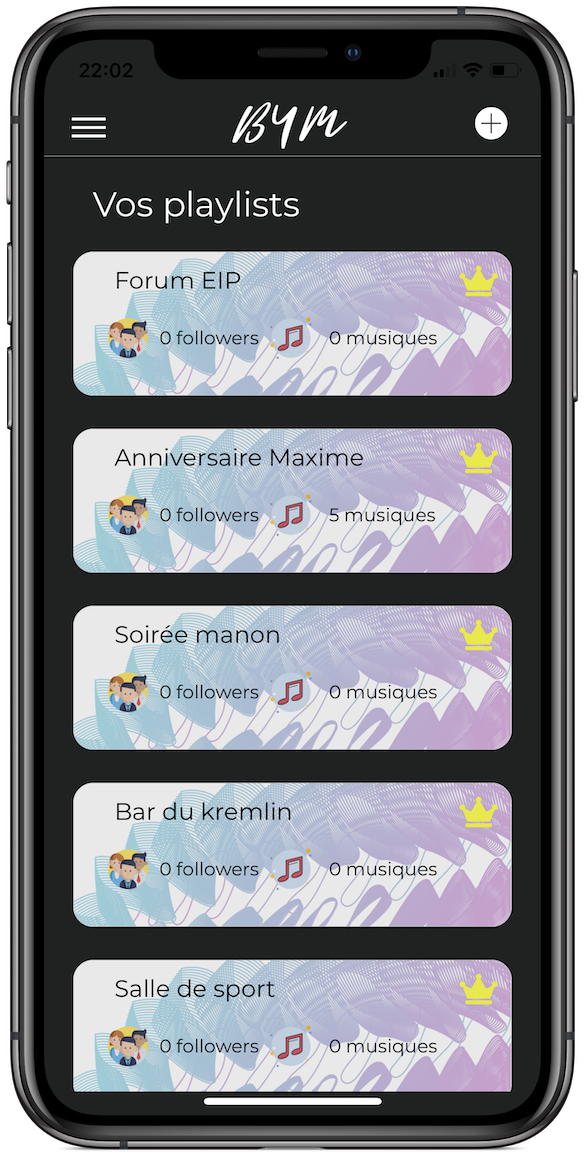 22:02
BYM
Vos playlists
Forum EIP
0 followers 0 musiques
Anniversaire Maxime
0 followers 5 musiques
Soirée manon
0 followers 0 musiques
Bar du kremlin
0 followers 0 musiques
Salle de sport
0 followers 0 musiques